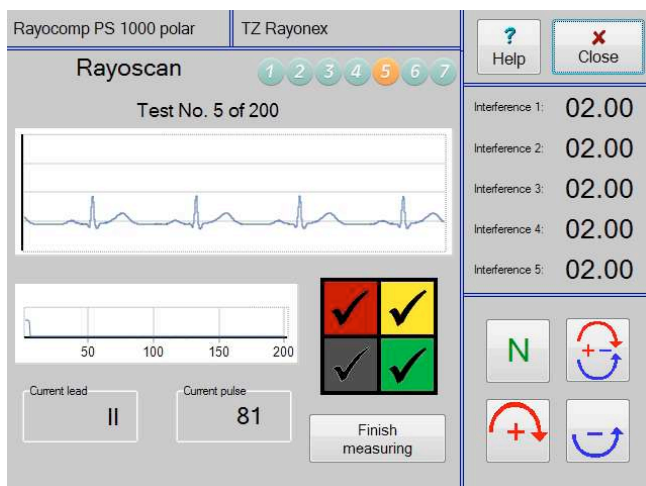 Rayocomp PS 1000 polar
TZ Rayonex
Rayoscan
1 2 3 4 5 6 7
Test No. 5 of 200
50 100 150 200
Current lead
II
Current pulse
81
Finish
measuring
?
Help
x
Close
Interference 1: 02.00
Interference 2: 02.00
Interference 3: 02.00
Interference 4: 02.00
Interference 5: 02.00
N
+-
+
-